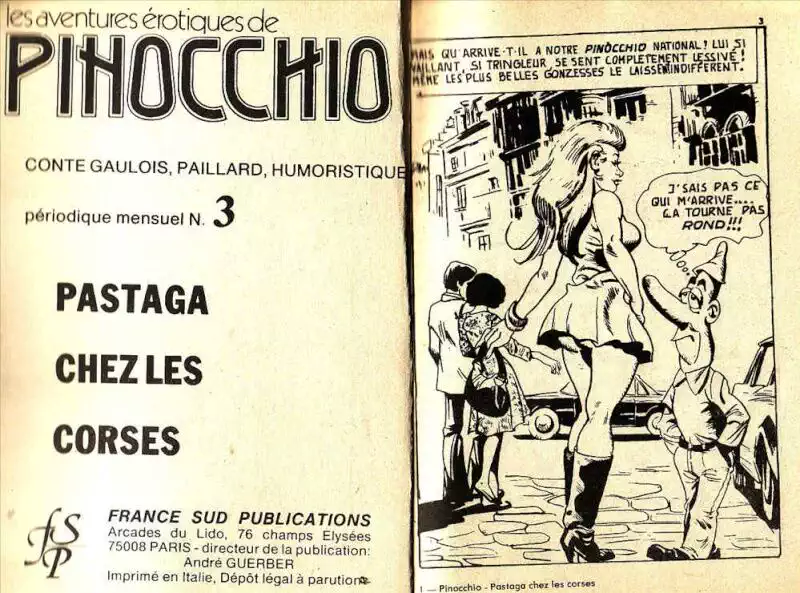 les aventures érotiques de
PINOCCHIO
CONTE GAULOIS, PAILLARD, HUMORISTIQUE
périodique mensuel N. 3
PASTAGA
CHEZ LES
CORSES
fSP
FRANCE SUD PUBLICATIONS
Arcades du Lido, 76 champs Elysées
75008 PARIS - directeur de la publication:
André GUERBER
Imprimé en Italie, Dépôt légal à parution
3
MAIS QU'ARRIVE-T-IL A NOTRE PINOCCHIO NATIONAL? LUI SI
VAILLANT, SI TRINGLEUR, SE SENT COMPLETEMENT LESSIVÉ!
MÊME LES PLUS BELLES GONZESSES LE LAISSENT INDIFFERENT.
J'SAIS PAS CE
QUI M'ARRIVE....
ÇA TOURNE PAS
ROND!!!
1 — Pinocchio - Pastaga chez les corses